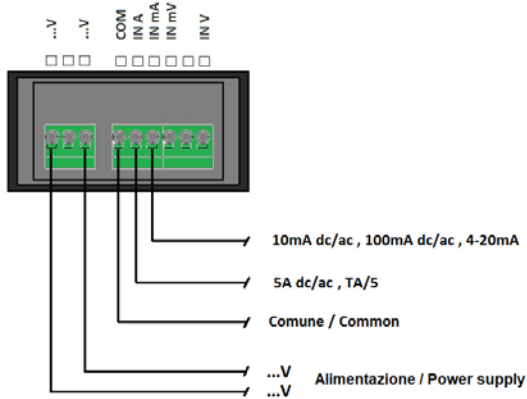 ...V
...V
COM
IN A
IN mA
IN mV
IN V
10mA dc/ac , 100mA dc/ac , 4-20mA
5A dc/ac , TA/5
Comune / Common
...V
...V
Alimentazione / Power supply